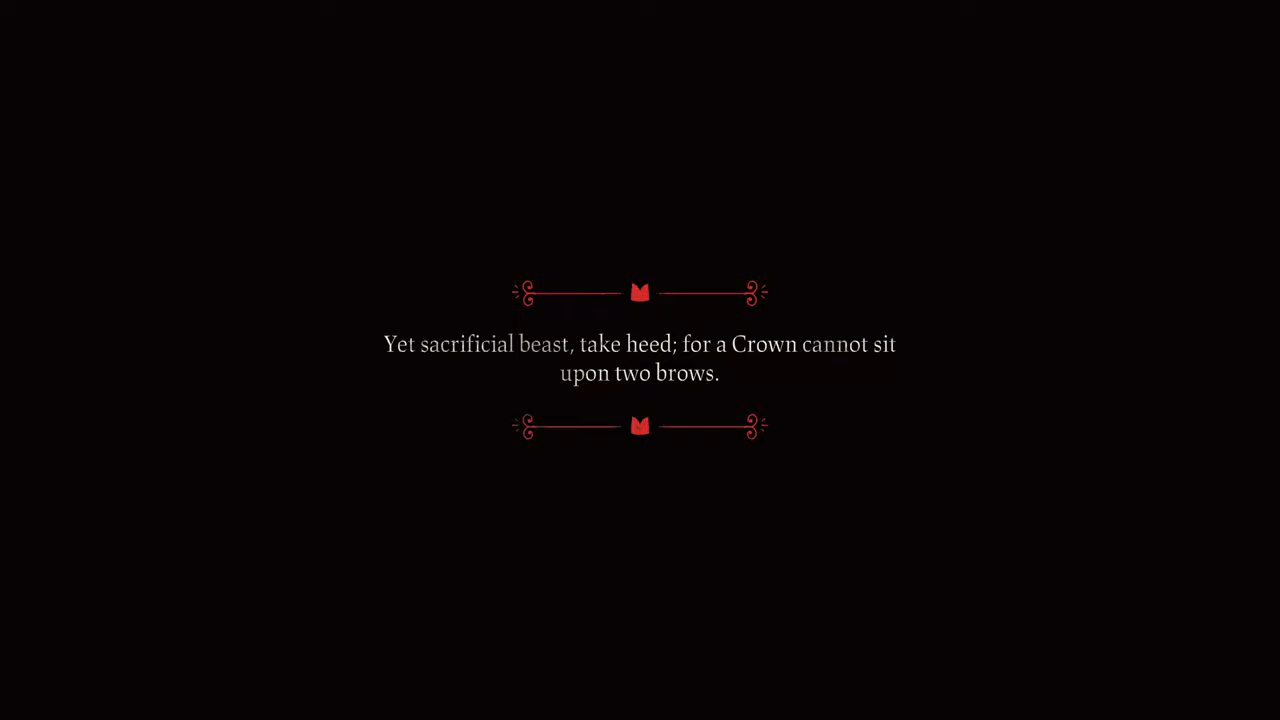 Yet sacrificial beast, take heed; for a Crown cannot sit
upon two brows.